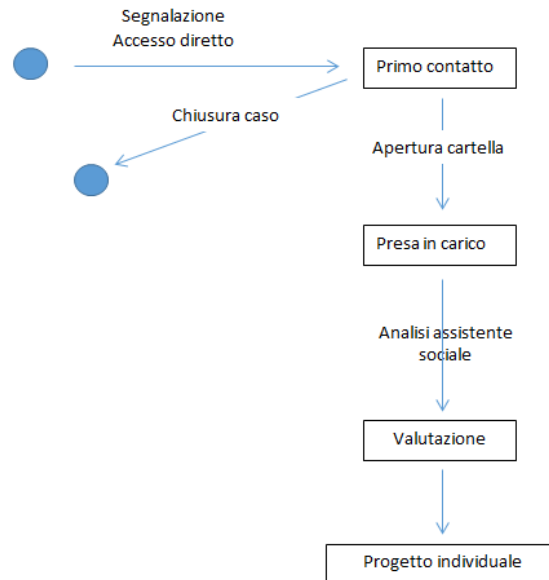 Segnalazione
Accesso diretto
Primo contatto
Chiusura caso
Apertura cartella
Presa in carico
Analisi assistente
sociale
Valutazione
Progetto individuale